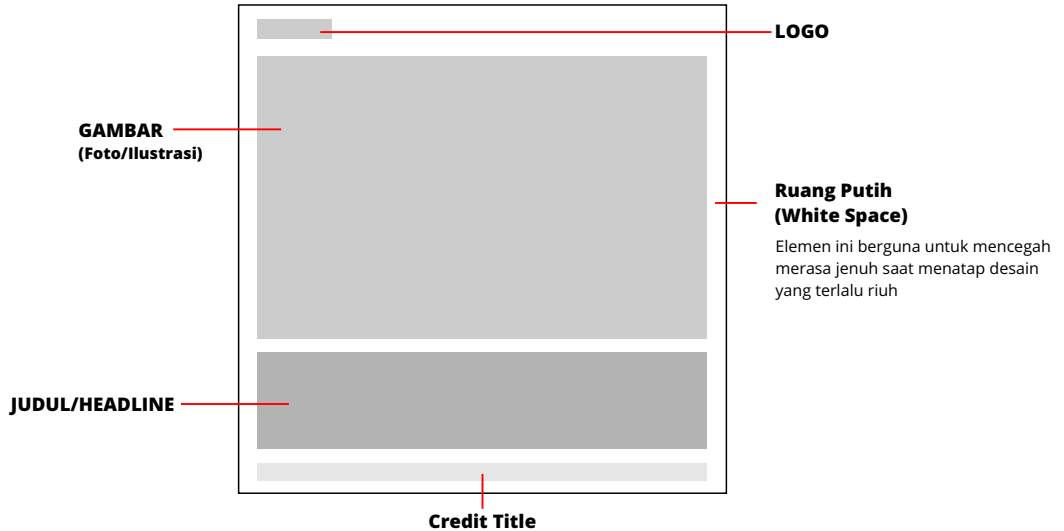 LOGO
GAMBAR
(Foto/Ilustrasi)
Ruang Putih
(White Space)
Elemen ini berguna untuk mencegah
merasa jenuh saat menatap desain
yang terlalu riuh
JUDUL/HEADLINE
Credit Title